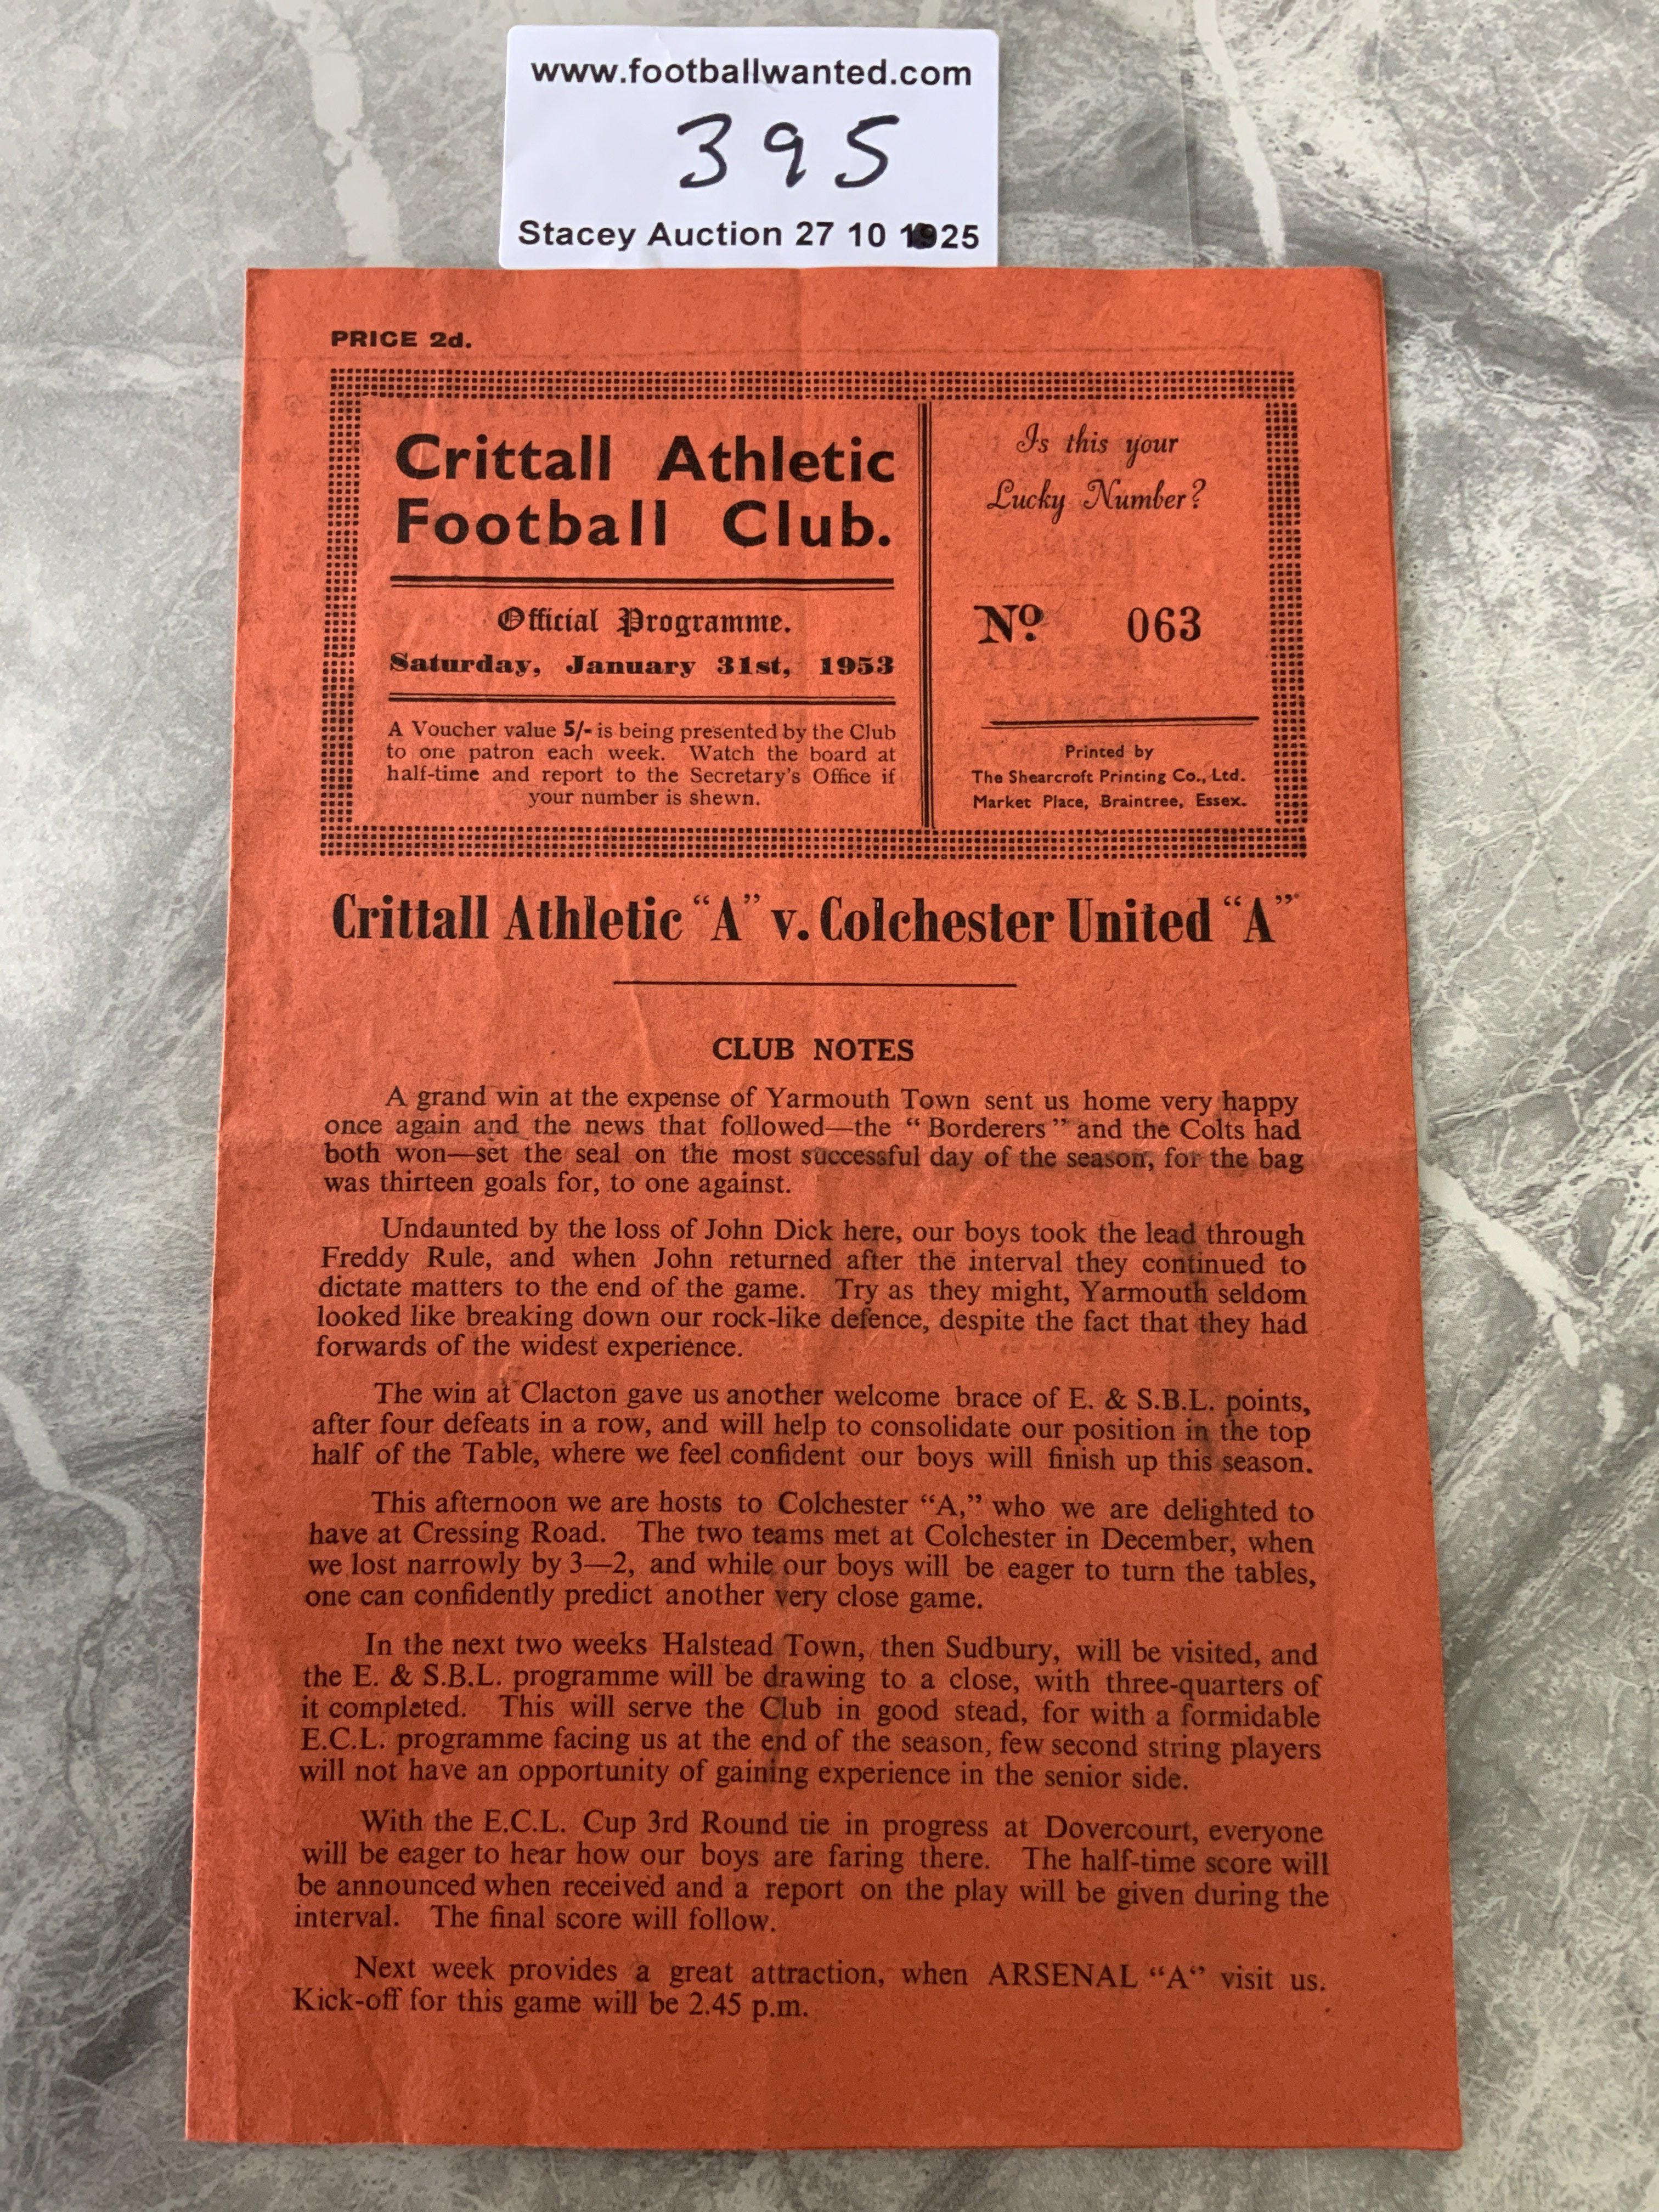 www.footballwanted.com
395
Stacey Auction 27 10 1925
PRICE 2d.
Crittall Athletic
Football Club.
Official Programme.
Saturday, January 31st, 1953
A Voucher value 5/- is being presented by the Club
to one patron each week. Watch the board at
half-time and report to the Secretary's Office if
your number is shewn.
Is this your
Lucky Number?
No. 063
Printed by
The Shearcroft Printing Co., Ltd.
Market Place, Braintree, Essex.
Crittall Athletic "A" v. Colchester United "A"
CLUB NOTES
A grand win at the expense of Yarmouth Town sent us home very happy
once again and the news that followed—the "Borderers" and the Colts had
both won—set the seal on the most successful day of the season, for the bag
was thirteen goals for, to one against.
Undaunted by the loss of John Dick here, our boys took the lead through
Freddy Rule, and when John returned after the interval they continued to
dictate matters to the end of the game. Try as they might, Yarmouth seldom
looked like breaking down our rock-like defence, despite the fact that they had
forwards of the widest experience.
The win at Clacton gave us another welcome brace of E. & S.B.L. points,
after four defeats in a row, and will help to consolidate our position in the top
half of the Table, where we feel confident our boys will finish up this season.
This afternoon we are hosts to Colchester "A," who we are delighted to
have at Cressing Road. The two teams met at Colchester in December, when
we lost narrowly by 3—2, and while our boys will be eager to turn the tables,
one can confidently predict another very close game.
In the next two weeks Halstead Town, then Sudbury, will be visited, and
the E. & S.B.L. programme will be drawing to a close, with three-quarters of
it completed. This will serve the Club in good stead, for with a formidable
E.C.L. programme facing us at the end of the season, few second string players
will not have an opportunity of gaining experience in the senior side.
With the E.C.L. Cup 3rd Round tie in progress at Dovercourt, everyone
will be eager to hear how our boys are faring there. The half-time score will
be announced when received and a report on the play will be given during the
interval. The final score will follow.
Next week provides a great attraction, when ARSENAL "A" visit us.
Kick-off for this game will be 2.45 p.m.